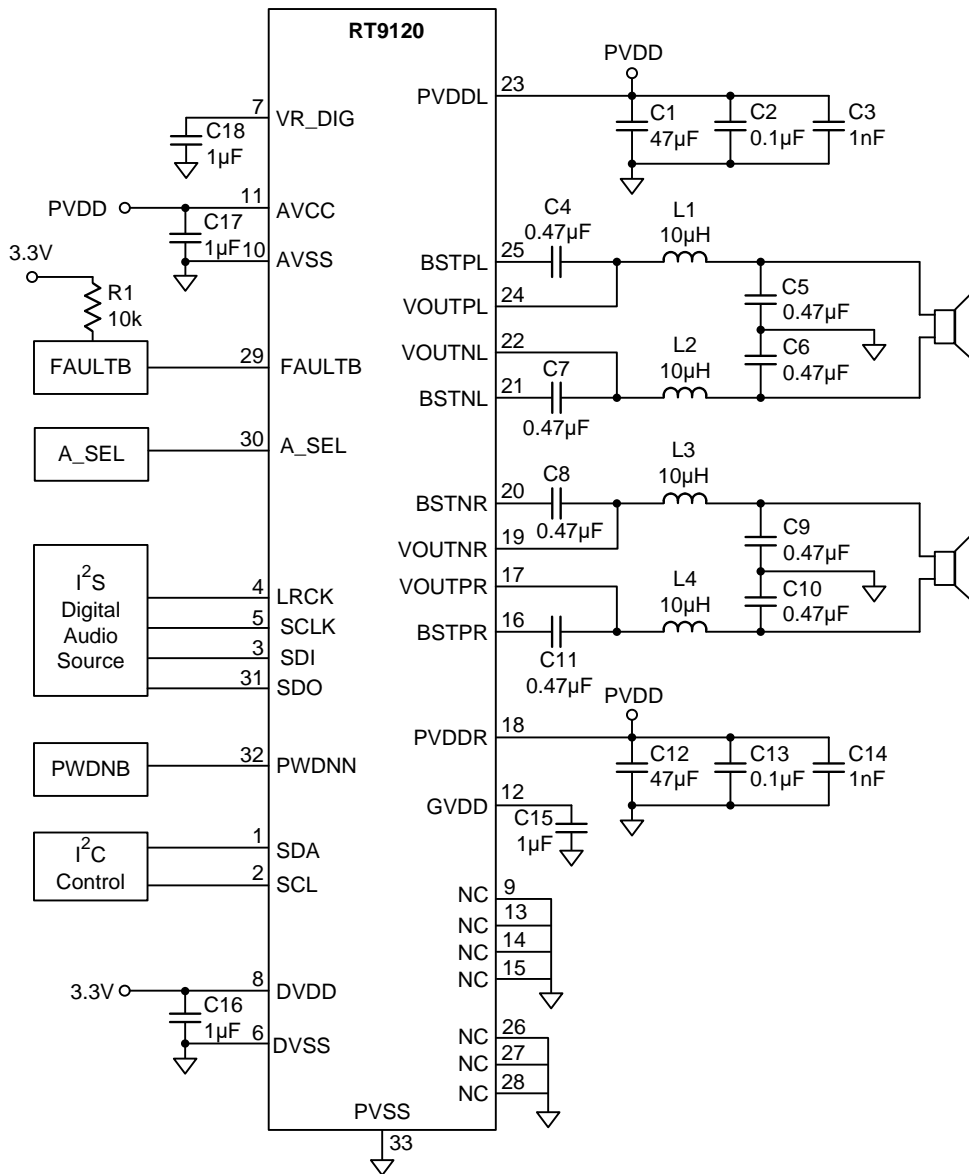 RT9120
PVDD
7
VR_DIG
C18
1µF
PVDDL
23
C1
47µF
C2
0.1µF
C3
1nF
PVDD
11
AVCC
C17
1µF
10
AVSS
3.3V
R1
10k
FAULTB
29
FAULTB
A_SEL
30
A_SEL
C4
0.47µF
L1
10µH
25
BSTPL
24
VOUTPL
C5
0.47µF
22
VOUTNL
L2
10µH
C6
0.47µF
21
BSTNL
C7
0.47µF
L3
10µH
20
BSTNR
C8
0.47µF
19
VOUTNR
C9
0.47µF
17
VOUTPR
L4
10µH
C10
0.47µF
16
BSTPR
C11
0.47µF
I2S
Digital
Audio
Source
4
LRCK
5
SCLK
3
SDI
31
SDO
PVDD
18
PVDDR
C12
47µF
C13
0.1µF
C14
1nF
PWDNB
32
PWDNN
12
GVDD
C15
1µF
I2C
Control
1
SDA
2
SCL
NC
9
NC
13
NC
14
NC
15
3.3V
8
DVDD
C16
1µF
6
DVSS
NC
26
NC
27
NC
28
PVSS
33